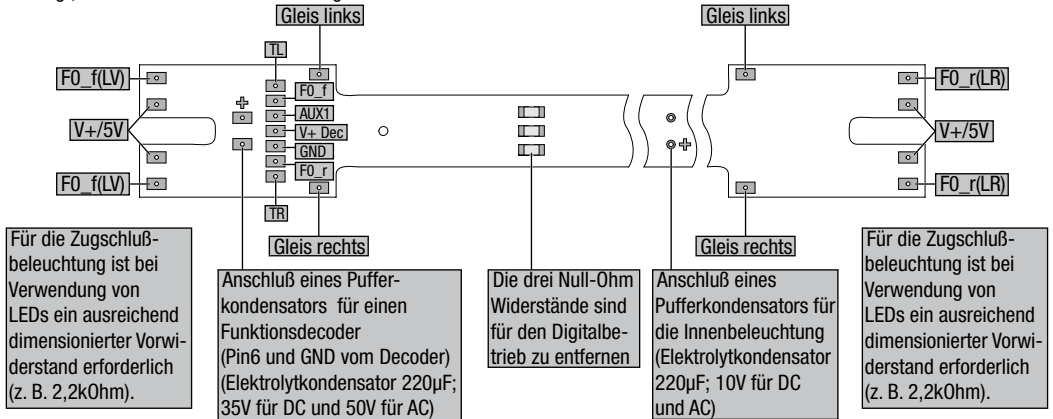 Gleis links
Gleis links
TL
F0_f(LV)
F0_f
F0_r(LR)
AUX1
V+/5V
V+ Dec
V+/5V
GND
F0_f(LV)
F0_r
F0_r(LR)
TR
Gleis rechts
Gleis rechts
Für die Zugschluß-
beleuchtung ist bei
Verwendung von
LEDs ein ausreichend
dimensionierter Vorwi-
derstand erforderlich
(z. B. 2,2kOhm).
Anschluß eines Puffer-
kondensators für einen
Funktionsdecoder
(Pin6 und GND vom Decoder)
(Elektrolytkondensator 220µF;
35V für DC und 50V für AC)
Die drei Null-Ohm
Widerstände sind
für den Digitalbe-
trieb zu entfernen
Anschluß eines
Pufferkondensators für
die Innenbeleuchtung
(Elektrolytkondensator
220µF; 10V für DC
und AC)
Für die Zugschluß-
beleuchtung ist bei
Verwendung von
LEDs ein ausreichend
dimensionierter Vorwi-
derstand erforderlich
(z. B. 2,2kOhm).